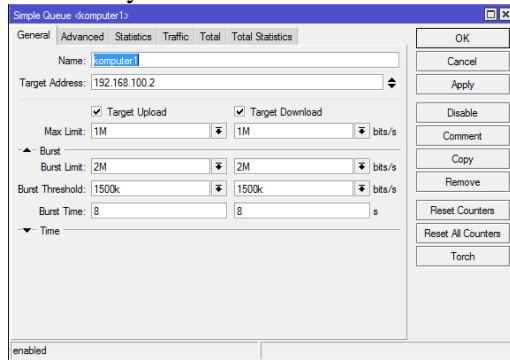 Simple Queue <komputer1>
General Advanced Statistics Traffic Total Total Statistics
OK
Name: komputer1
Cancel
Target Address: 192.168.100.2
Apply
Target Upload Target Download
Disable
Max Limit: 1M 1M bits/s
Comment
Burst
Copy
Burst Limit: 2M 2M bits/s
Remove
Burst Threshold: 1500k 1500k bits/s
Burst Time: 8 8 s
Reset Counters
Time
Reset All Counters
Torch
enabled